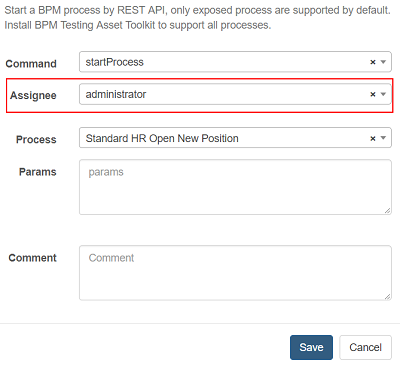 Start a BPM process by REST API, only exposed process are supported by default.
Install BPM Testing Asset Toolkit to support all processes.
Command startProcess × ▾
Assignee administrator × ▾
Process Standard HR Open New Position × ▾
Params params
Comment Comment
Save Cancel